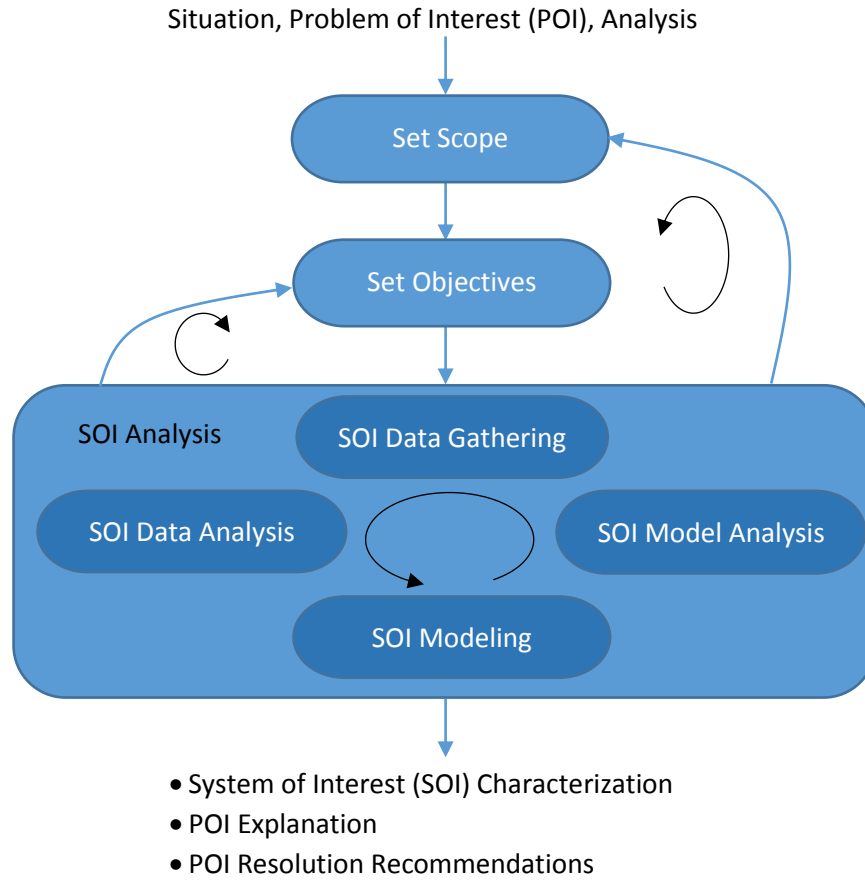 Situation, Problem of Interest (POI), Analysis
Set Scope
Set Objectives
SOI Analysis
SOI Data Gathering
SOI Data Analysis
SOI Model Analysis
SOI Modeling
• System of Interest (SOI) Characterization
• POI Explanation
• POI Resolution Recommendations